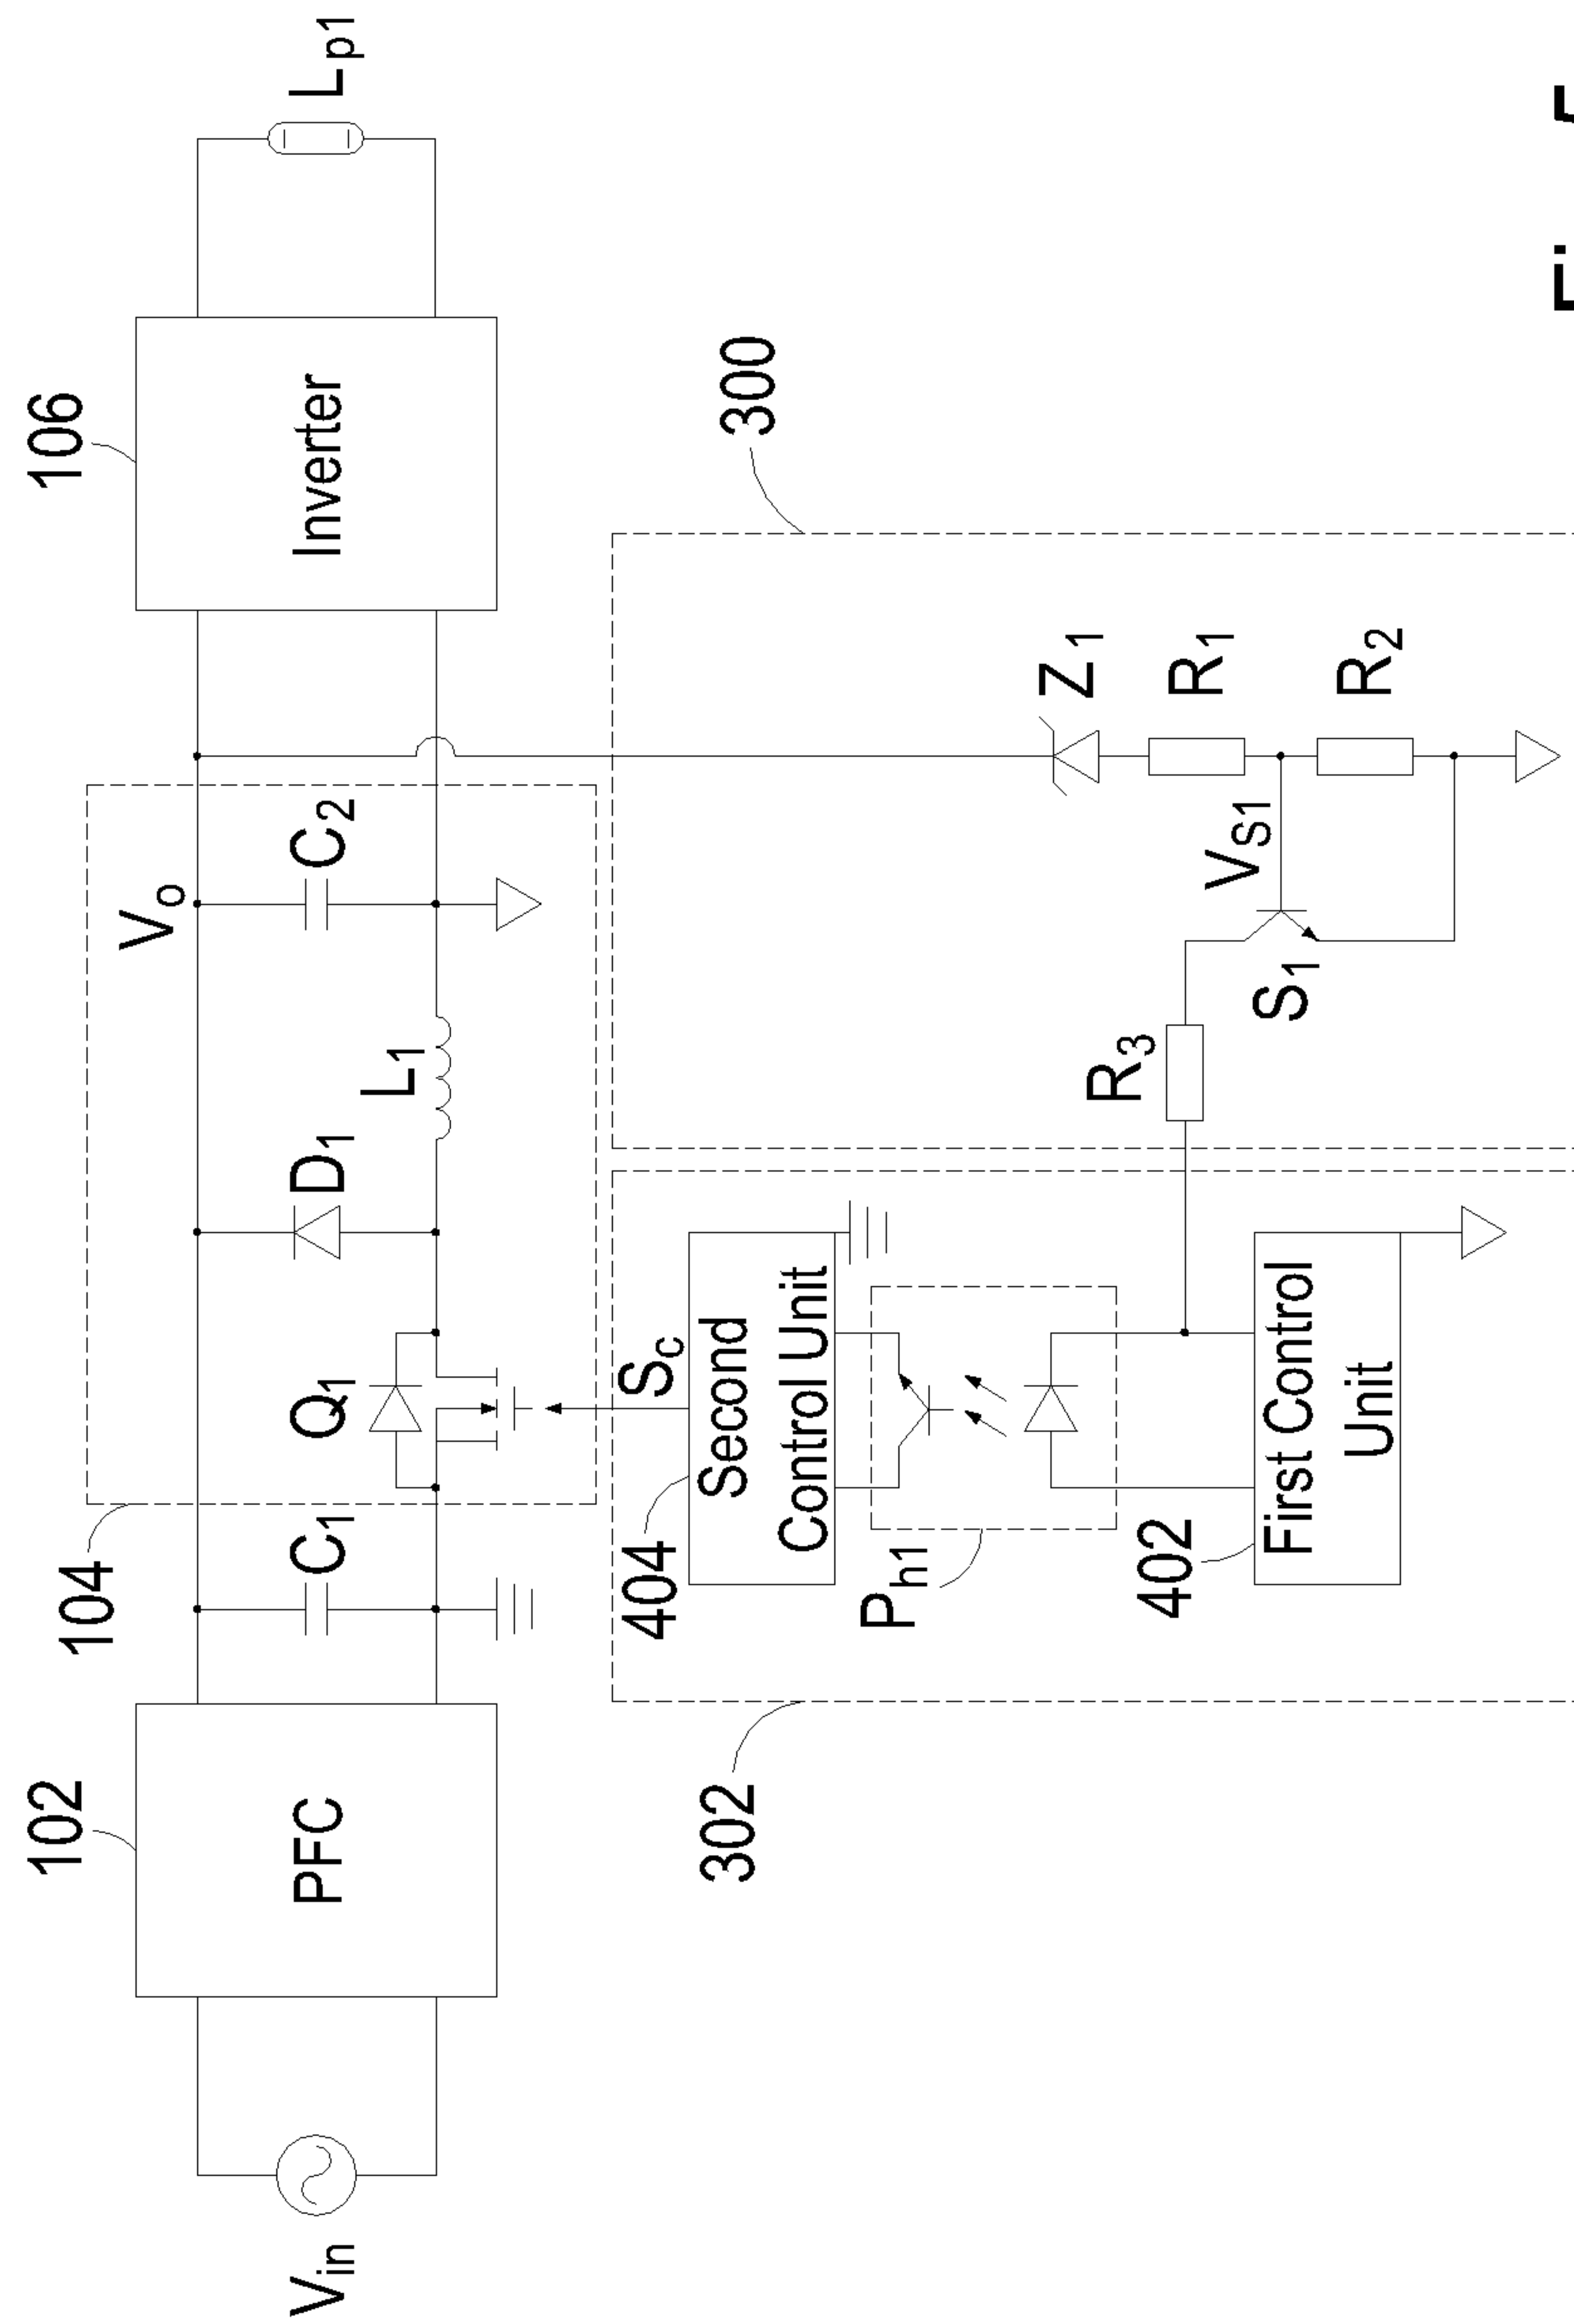 102
106
104
Vo
Vin
PFC
C1
Q1
D1
L1
C2
Inverter
Lp1
302
404
Sc
Second
Control Unit
300
Ph1
Z1
R3
402
R1
VS1
First Control
Unit
S1
R2